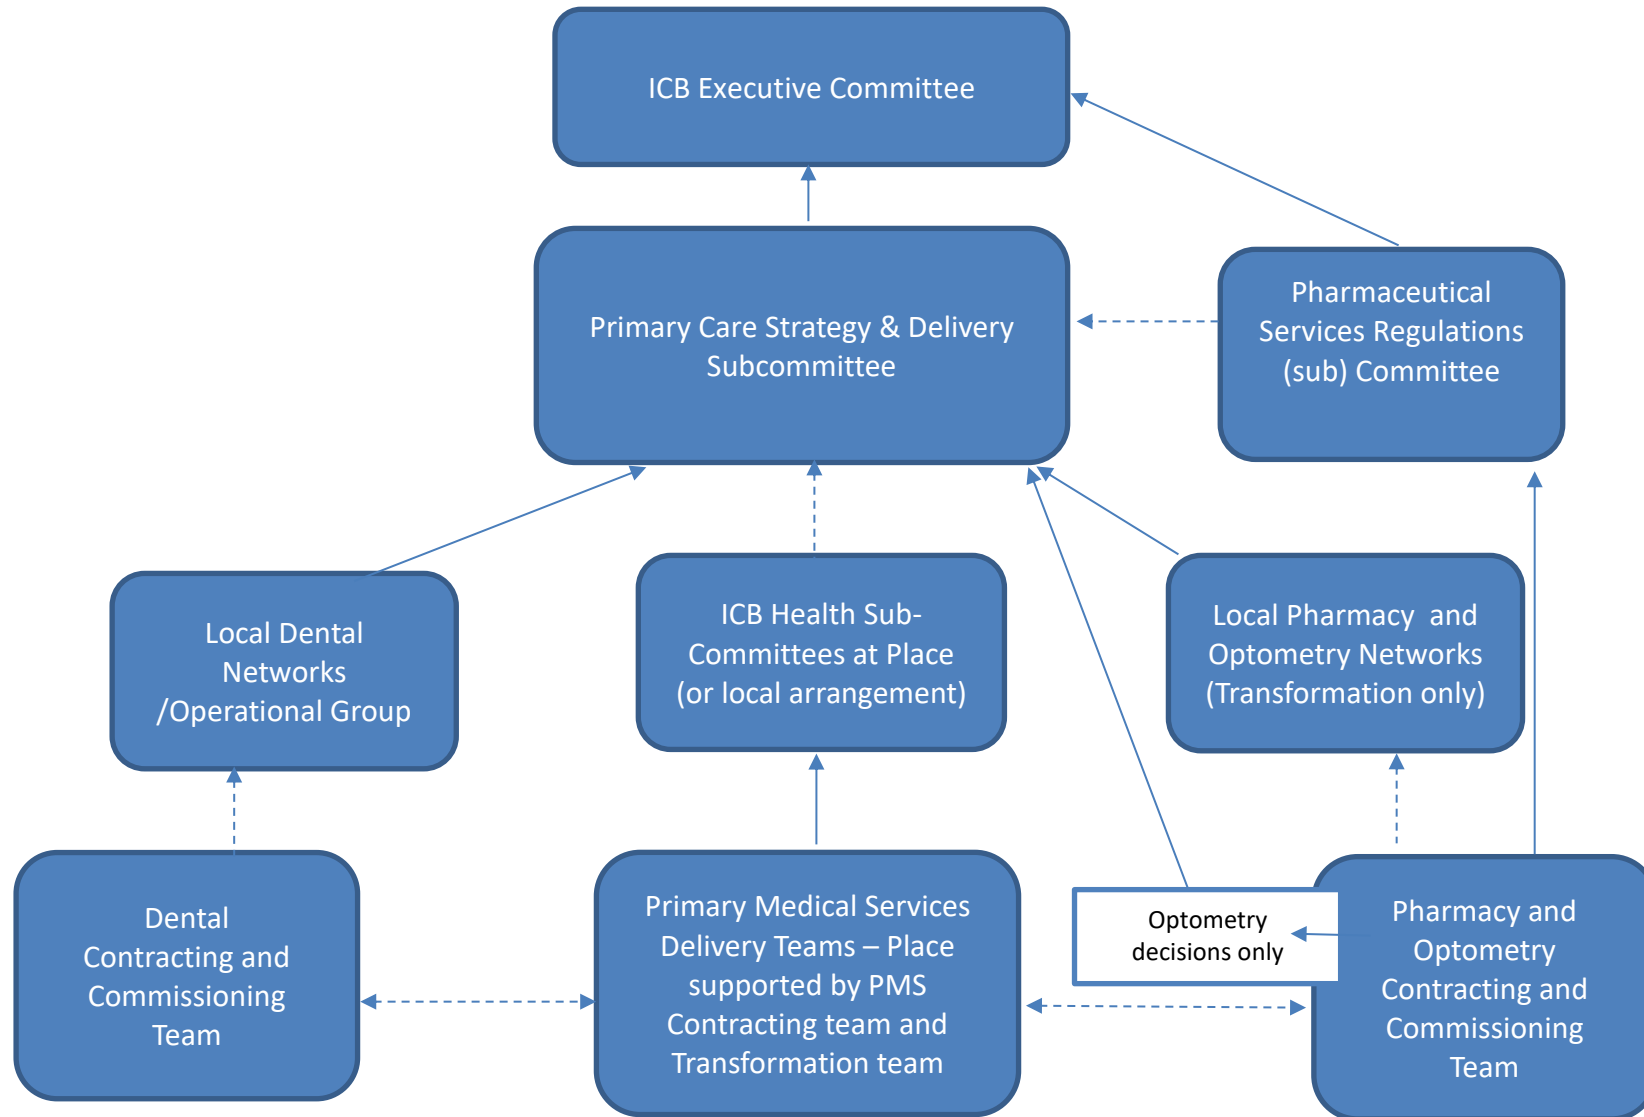 ICB Executive Committee
Primary Care Strategy & Delivery
Subcommittee
Pharmaceutical
Services Regulations
(sub) Committee
Local Dental
Networks
/Operational Group
ICB Health Sub-
Committees at Place
(or local arrangement)
Local Pharmacy  and
Optometry Networks
(Transformation only)
Dental
Contracting and
Commissioning
Team
Primary Medical Services
Delivery Teams – Place
supported by PMS
Contracting team and
Transformation team
Optometry
decisions only
Pharmacy and
Optometry
Contracting and
Commissioning
Team